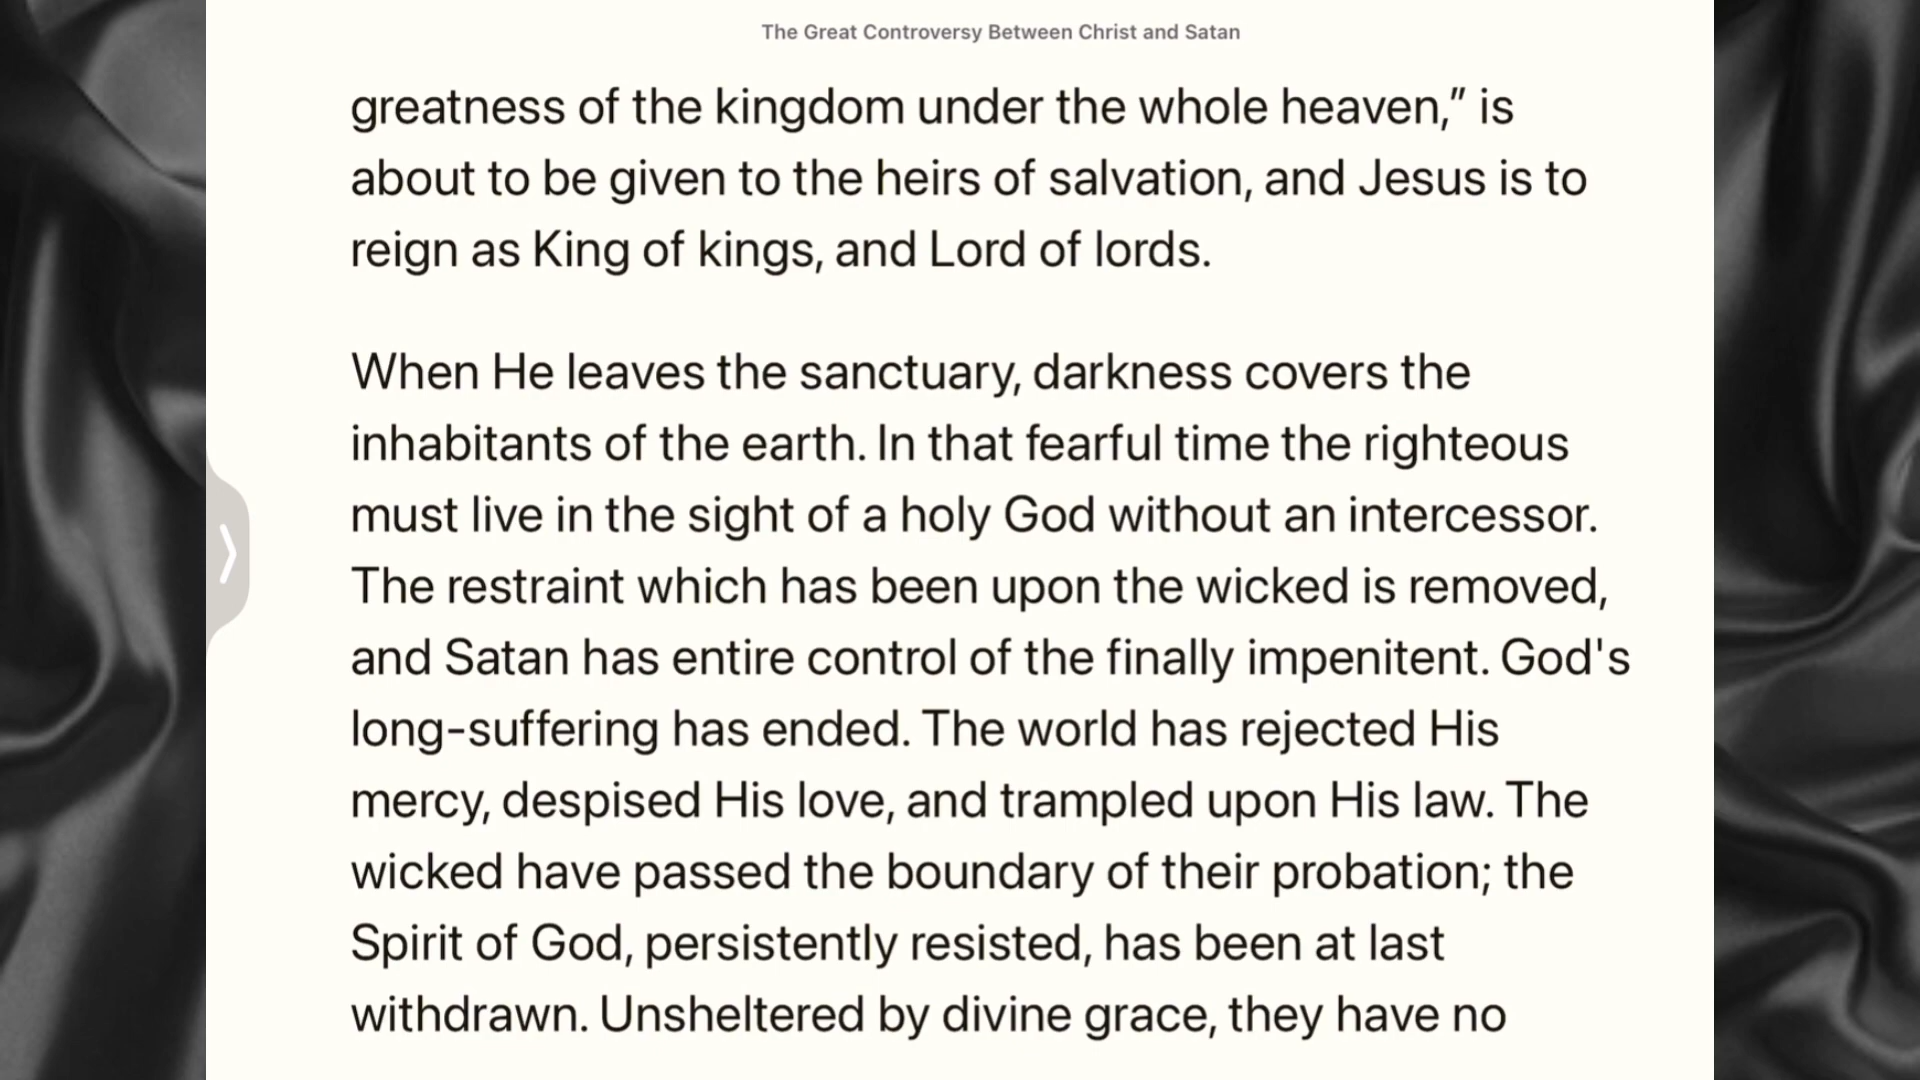 The Great Controversy Between Christ and Satan
greatness of the kingdom under the whole heaven,” is
about to be given to the heirs of salvation, and Jesus is to
reign as King of kings, and Lord of lords.
When He leaves the sanctuary, darkness covers the
inhabitants of the earth. In that fearful time the righteous
must live in the sight of a holy God without an intercessor.
The restraint which has been upon the wicked is removed,
and Satan has entire control of the finally impenitent. God's
long-suffering has ended. The world has rejected His
mercy, despised His love, and trampled upon His law. The
wicked have passed the boundary of their probation; the
Spirit of God, persistently resisted, has been at last
withdrawn. Unsheltered by divine grace, they have no